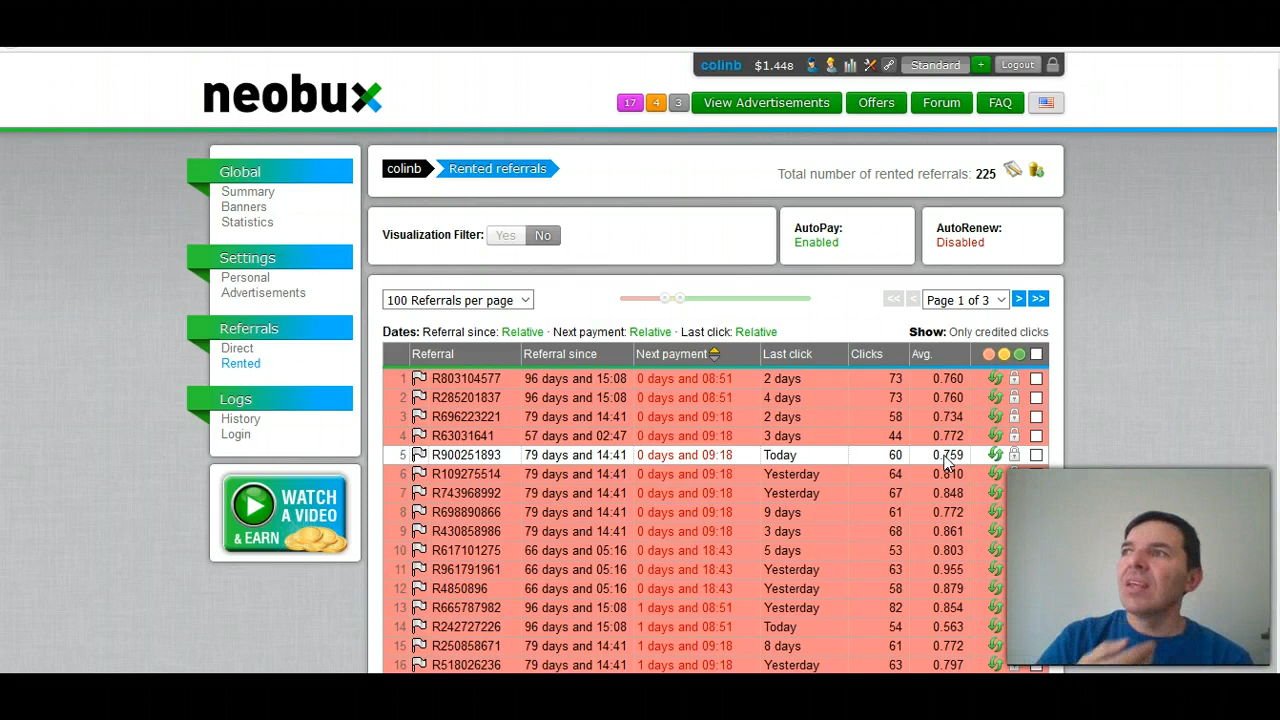 colinb $1.448 Standard + Logout
neobux
17 4 3 View Advertisements Offers Forum FAQ
Global
Summary
Banners
Statistics
Settings
Personal
Advertisements
Referrals
Direct
Rented
Logs
History
Login
WATCH
A VIDEO
& EARN
colinb Rented referrals
Total number of rented referrals: 225
Visualization Filter: Yes No
AutoPay:
Enabled
AutoRenew:
Disabled
100 Referrals per page
<< < Page 1 of 3 > >>
Dates: Referral since: Relative · Next payment: Relative · Last click: Relative
Show: Only credited clicks
Referral Referral since Next payment Last click Clicks Avg.
1 R803104577 96 days and 15:08 0 days and 08:51 2 days 73 0.760
2 R285201837 96 days and 15:08 0 days and 08:51 4 days 73 0.760
3 R696223221 79 days and 14:41 0 days and 09:18 2 days 58 0.734
4 R63031641 57 days and 02:47 0 days and 09:18 3 days 44 0.772
5 R900251893 79 days and 14:41 0 days and 09:18 Today 60 0.759
6 R109275514 79 days and 14:41 0 days and 09:18 Yesterday 64 0.810
7 R743968992 79 days and 14:41 0 days and 09:18 Yesterday 67 0.848
8 R698890866 79 days and 14:41 0 days and 09:18 9 days 61 0.772
9 R430858986 79 days and 14:41 0 days and 09:18 3 days 68 0.861
10 R617101275 66 days and 05:16 0 days and 18:43 5 days 53 0.803
11 R961791961 66 days and 05:16 0 days and 18:43 Yesterday 63 0.955
12 R4850896 66 days and 05:16 0 days and 18:43 Yesterday 58 0.879
13 R665787982 96 days and 15:08 1 days and 08:51 Yesterday 82 0.854
14 R242727226 96 days and 15:08 1 days and 08:51 Today 54 0.563
15 R250858671 79 days and 14:41 1 days and 09:18 8 days 61 0.772
16 R518026236 79 days and 14:41 1 days and 09:18 Yesterday 63 0.797